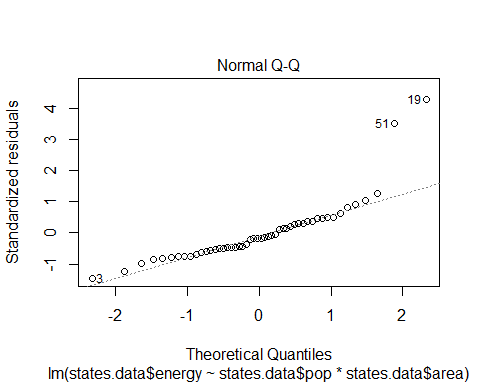 Normal Q-Q
Standardized residuals
4
3
2
1
0
-1
19
51
3
-2 -1 0 1 2
Theoretical Quantiles
lm(states.data$energy ~ states.data$pop * states.data$area)